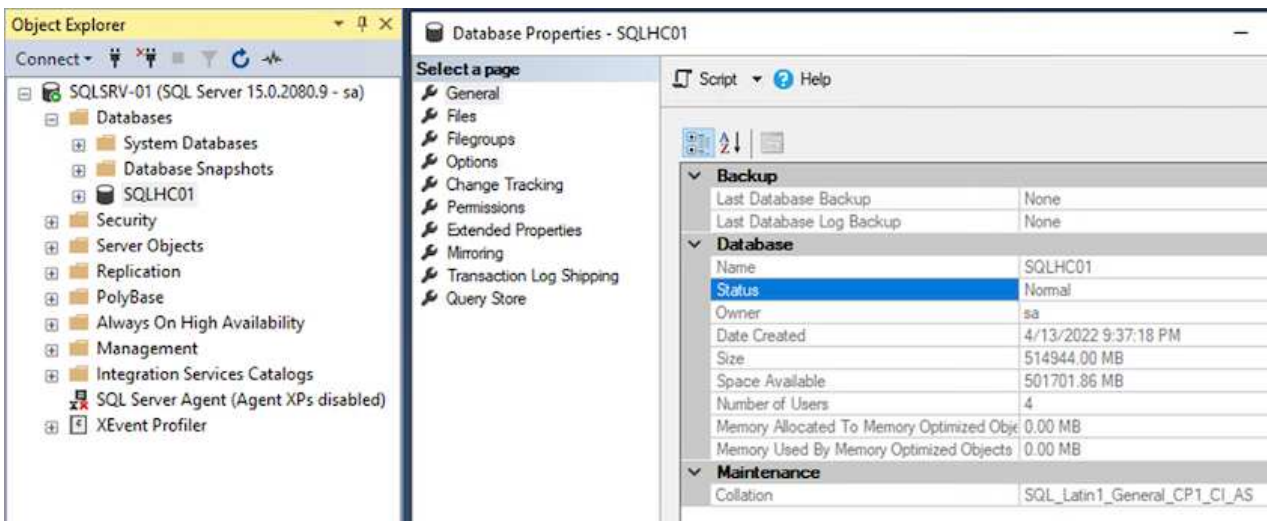 Object Explorer
Connect
SQLSRV-01 (SQL Server 15.0.2080.9 - sa)
Databases
System Databases
Database Snapshots
SQLHC01
Security
Server Objects
Replication
PolyBase
Always On High Availability
Management
Integration Services Catalogs
SQL Server Agent (Agent XPs disabled)
XEvent Profiler
Database Properties - SQLHC01
Select a page
General
Files
Filegroups
Options
Change Tracking
Permissions
Extended Properties
Mirroring
Transaction Log Shipping
Query Store
Script Help
Backup
Last Database Backup None
Last Database Log Backup None
Database
Name SQLHC01
Status Normal
Owner sa
Date Created 4/13/2022 9:37:18 PM
Size 514944.00 MB
Space Available 501701.86 MB
Number of Users 4
Memory Allocated To Memory Optimized Obje 0.00 MB
Memory Used By Memory Optimized Objects 0.00 MB
Maintenance
Collation SQL_Latin1_General_CP1_CI_AS